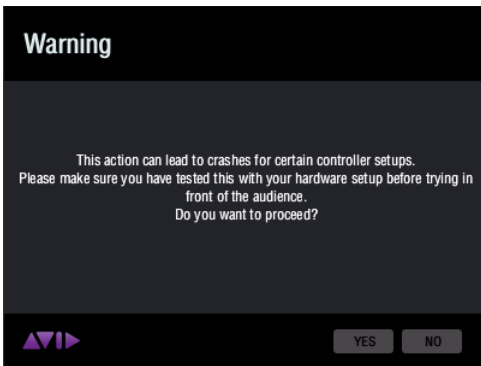 Warning
This action can lead to crashes for certain controller setups.
Please make sure you have tested this with your hardware setup before trying in
front of the audience.
Do you want to proceed?
AVID
YES NO